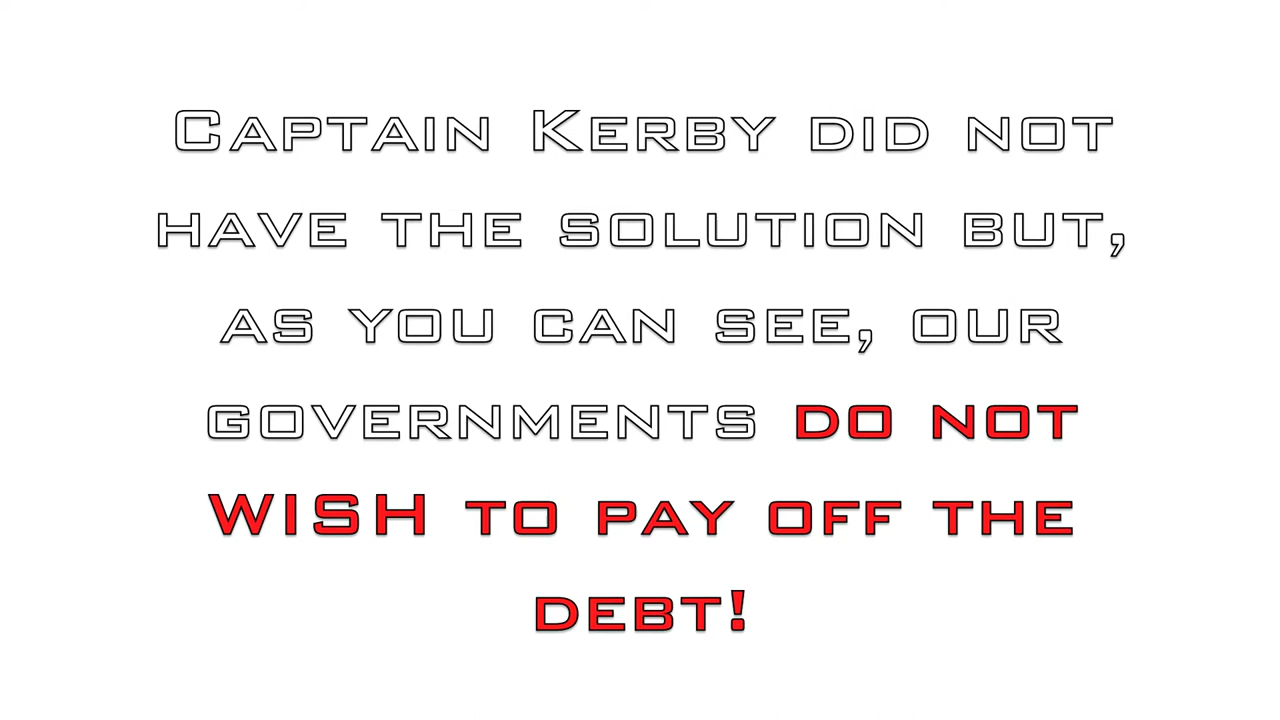 Captain Kerby did not
have the solution but,
as you can see, our
governments do not
WISH to pay off the
debt!